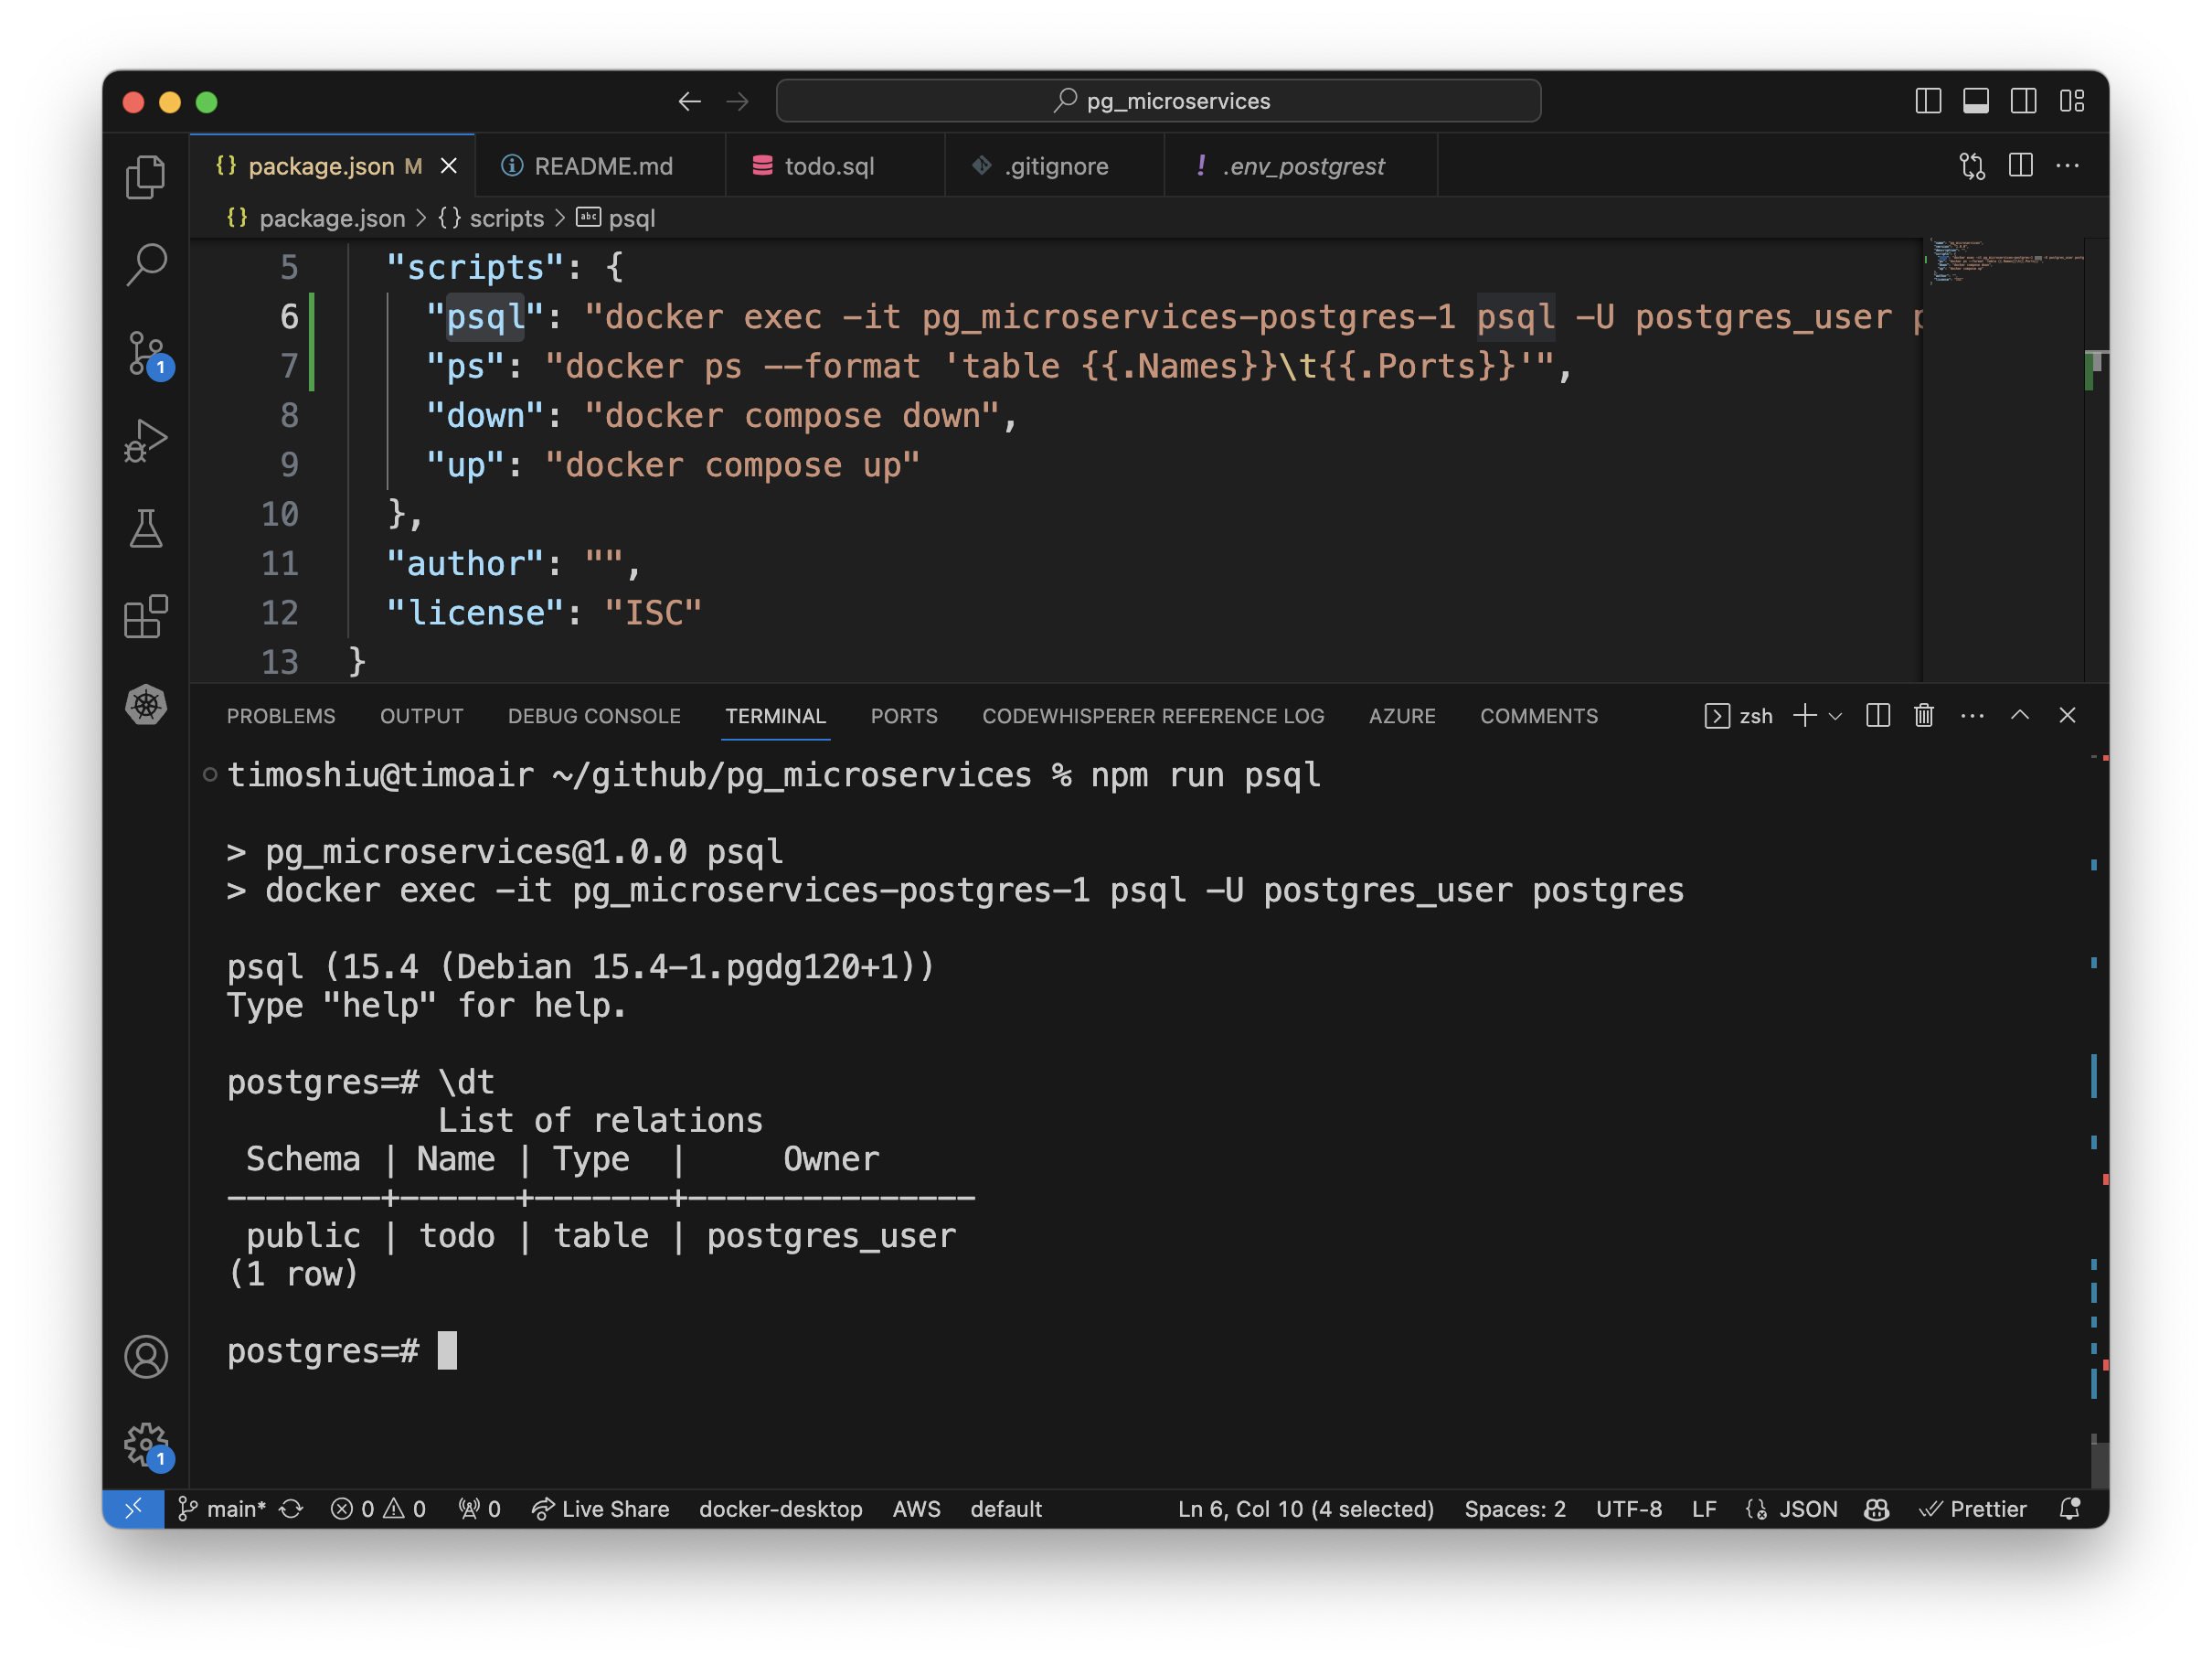 pg_microservices
package.json M
README.md
todo.sql
.gitignore
.env_postgrest
package.json > {} scripts > abc psql
5 "scripts": {
6 "psql": "docker exec -it pg_microservices-postgres-1 psql -U postgres_user p
7 "ps": "docker ps --format 'table {{.Names}}\t{{.Ports}}'",
8 "down": "docker compose down",
9 "up": "docker compose up"
10 },
11 "author": "",
12 "license": "ISC"
13 }
1
PROBLEMS OUTPUT DEBUG CONSOLE TERMINAL PORTS CODEWHISPERER REFERENCE LOG AZURE COMMENTS zsh
timoshiu@timoair ~/github/pg_microservices % npm run psql
> pg_microservices@1.0.0 psql
> docker exec -it pg_microservices-postgres-1 psql -U postgres_user postgres
psql (15.4 (Debian 15.4-1.pgdg120+1))
Type "help" for help.
postgres=# \dt
List of relations
Schema | Name | Type | Owner
--------+------+-------+---------------
public | todo | table | postgres_user
(1 row)
postgres=#
1
main* 0 0 0 Live Share docker-desktop AWS default Ln 6, Col 10 (4 selected) Spaces: 2 UTF-8 LF JSON Prettier